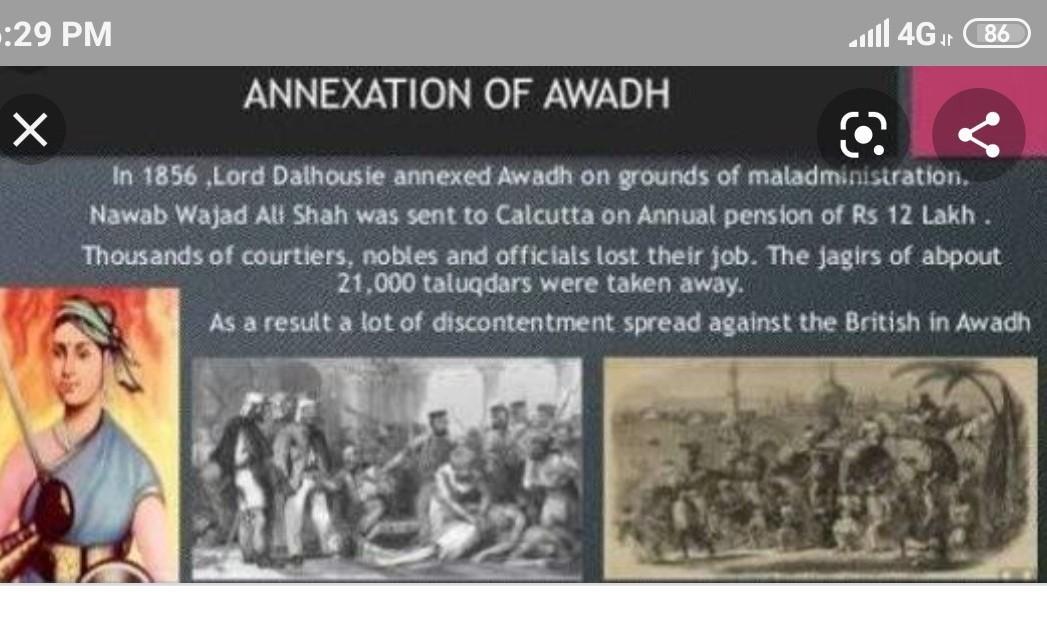 :29 PM
4G
86
ANNEXATION OF AWADH
In 1856 ,Lord Dalhousie annexed Awadh on grounds of maladministration.
Nawab Wajad Ali Shah was sent to Calcutta on Annual pension of Rs 12 Lakh .
Thousands of courtiers, nobles and officials lost their job. The jagirs of abpout
21,000 taluqdars were taken away.
As a result a lot of discontentment spread against the British in Awadh